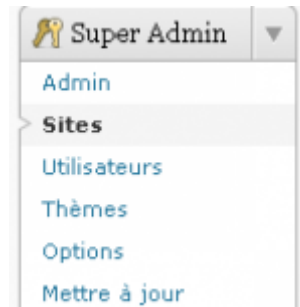 Super Admin
Admin
Sites
Utilisateurs
Thèmes
Options
Mettre à jour